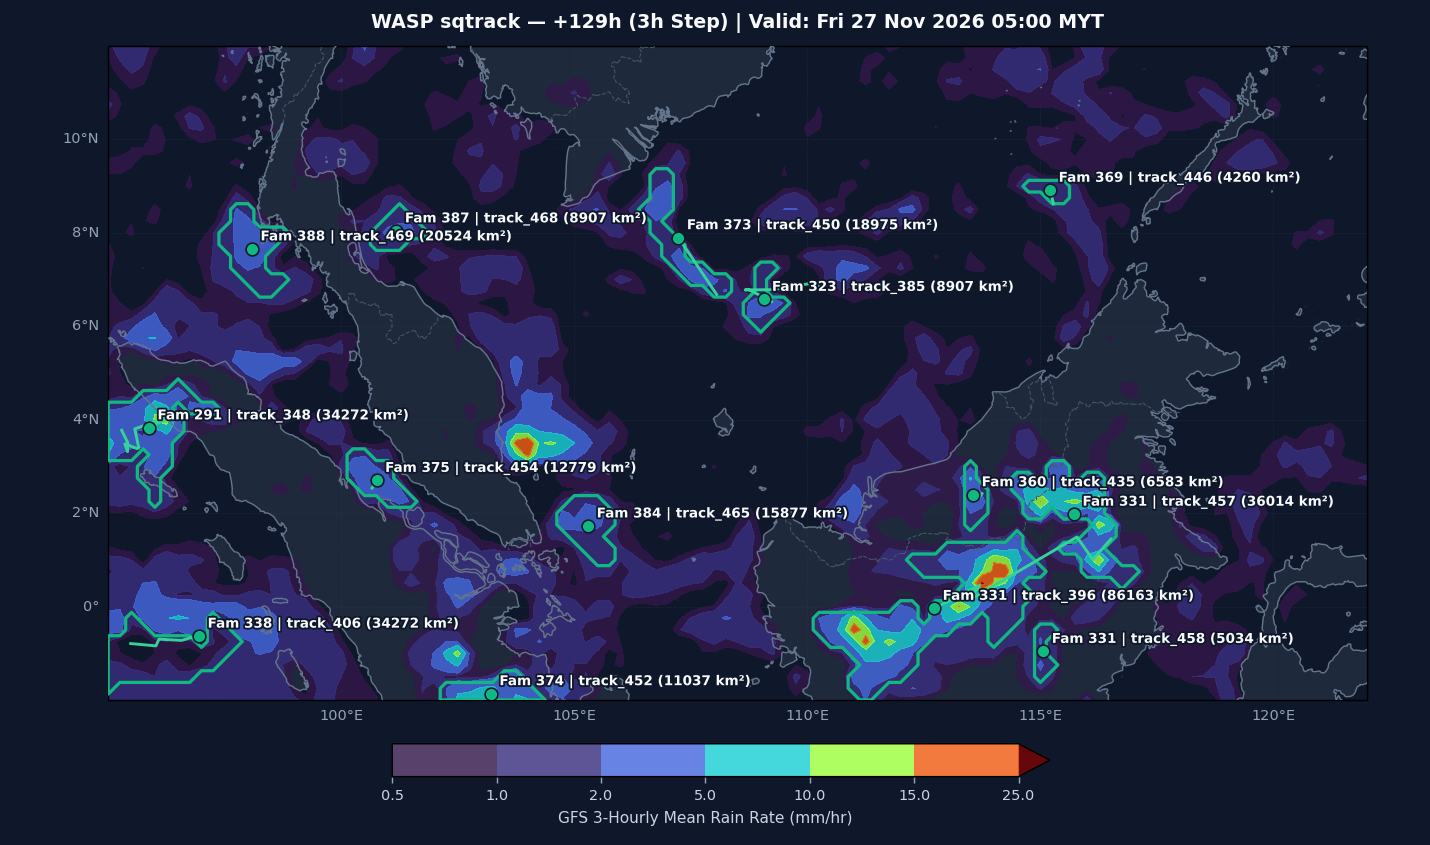 WASP sqtrack — +129h (3h Step) | Valid: Fri 27 Nov 2026 05:00 MYT
10°N
8°N
6°N
4°N
2°N
0°
Fam 369 | track_446 (4260 km²)
Fam 387 | track_468 (8907 km²)
Fam 373 | track_450 (18975 km²)
Fam 388 | track_469 (20524 km²)
Fam 323 | track_385 (8907 km²)
Fam 291 | track_348 (34272 km²)
Fam 375 | track_454 (12779 km²)
Fam 360 | track_435 (6583 km²)
Fam 331 | track_457 (36014 km²)
Fam 384 | track_465 (15877 km²)
Fam 331 | track_396 (86163 km²)
Fam 338 | track_406 (34272 km²)
Fam 331 | track_458 (5034 km²)
Fam 374 | track_452 (11037 km²)
100°E 105°E 110°E 115°E 120°E
0.5 1.0 2.0 5.0 10.0 15.0 25.0
GFS 3-Hourly Mean Rain Rate (mm/hr)